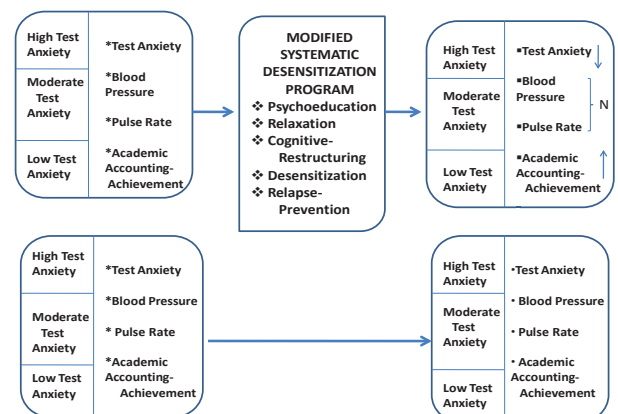 High Test
Anxiety
Moderate
Test
Anxiety
Low Test
Anxiety
*Test Anxiety
*Blood
Pressure
*Pulse Rate
*Academic
Accounting-
Achievement
MODIFIED
SYSTEMATIC
DESENSITIZATION
PROGRAM
❖ Psychoeducation
❖ Relaxation
❖ Cognitive-
Restructuring
❖ Desensitization
❖ Relapse-
Prevention
High Test
Anxiety
Moderate
Test
Anxiety
Low Test
Anxiety
▪Test Anxiety
▪Blood
Pressure
▪Pulse Rate
N
▪Academic
Accounting-
Achievement
High Test
Anxiety
Moderate
Test
Anxiety
Low Test
Anxiety
*Test Anxiety
*Blood Pressure
* Pulse Rate
*Academic
Accounting-
Achievement
High Test
Anxiety
Moderate
Test
Anxiety
Low Test
Anxiety
• Test Anxiety
• Blood Pressure
• Pulse Rate
• Academic
Accounting-
Achievement